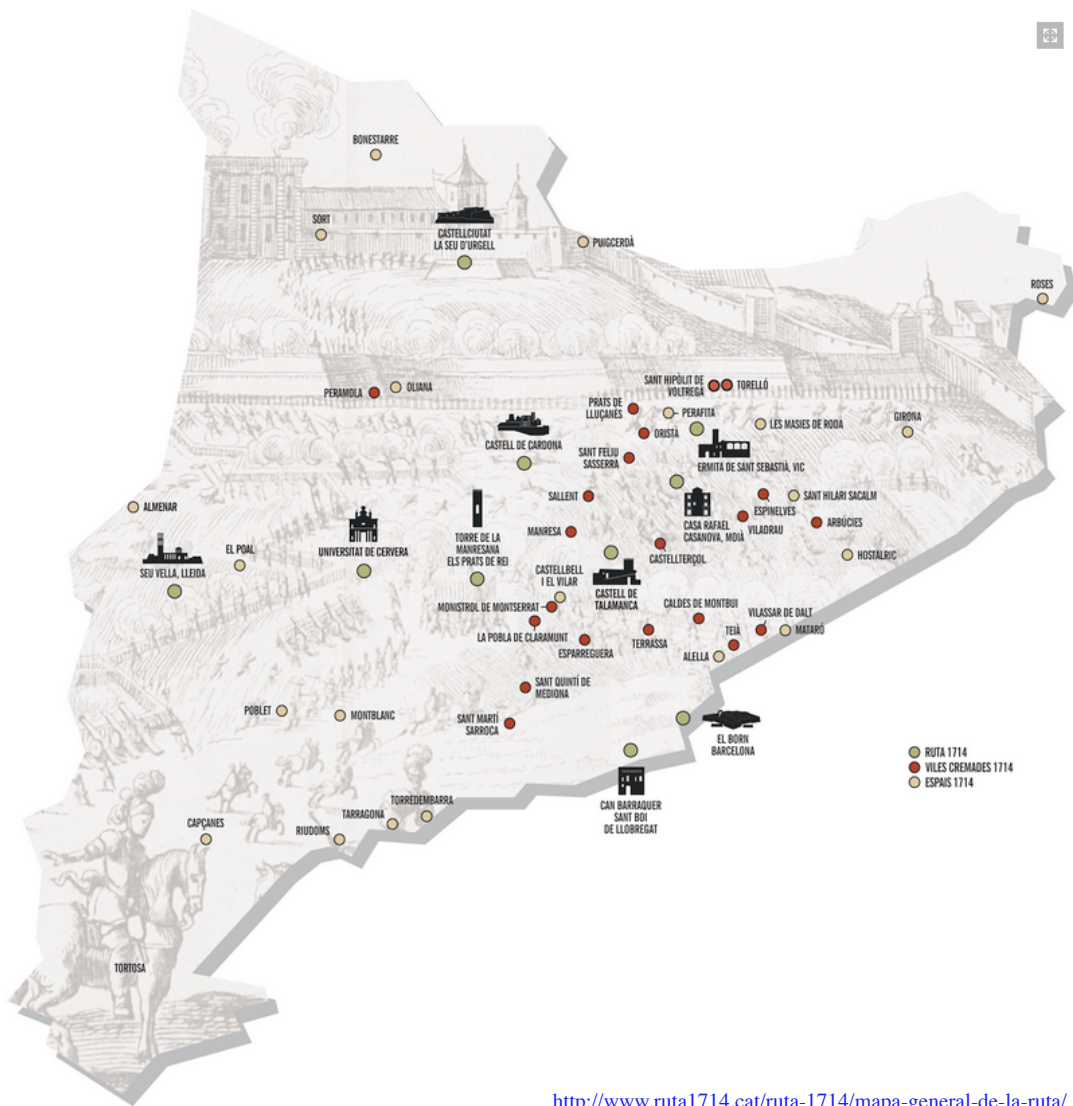 BONESTARRE
SORT
CASTELLCIUTAT
LA SEU D'URGELL
PUIGCERDÀ
ROSES
PERAMOLA
OLIANA
SANT HIPÒLIT DE
VOLTREGÀ
TORELLÓ
PRATS DE
LLUÇANÈS
PERAFITA
ORISTÀ
LES MASIES DE RODA
GIRONA
CASTELL DE CARDONA
SANT FELIU
SASSERRA
ERMITA DE SANT SEBASTIÀ, VIC
ALMENAR
SALLENT
SANT HILARI SACALM
ESPINELVES
CASA RAFAEL
CASANOVA, MOIÀ
VILADRAU
ARBÚCIES
MANRESA
TORRE DE LA
MANRESANA
ELS PRATS DE REI
UNIVERSITAT DE CERVERA
EL POAL
SEU VELLA, LLEIDA
CASTELLTERÇOL
HOSTALRIC
CASTELLBELL
I EL VILAR
CASTELL DE
TALAMANCA
MONISTROL DE MONTSERRAT
CALDES DE MONTBUI
VILASSAR DE DALT
LA POBLA DE CLARAMUNT
TERRASSA
TEIÀ
MATARÓ
ESPARREGUERA
ALELLA
SANT QUINTÍ DE
MEDIONA
POBLET
MONTBLANC
SANT MARTÍ
SARROCA
EL BORN
BARCELONA
RUTA 1714
VILES CREMADES 1714
ESPAIS 1714
CAN BARRAQUER
SANT BOI
DE LLOBREGAT
TORREDEMBARRA
TARRAGONA
CAPÇANES
RIUDOMS
TORTOSA
http://www.ruta1714.cat/ruta-1714/mapa-general-de-la-ruta/